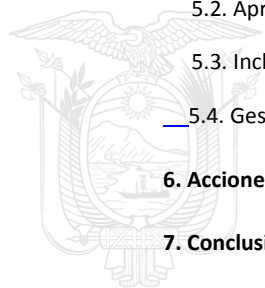 5.2. Apr
5.3. Incl
5.4. Ges
6. Accione
7. Conclusi